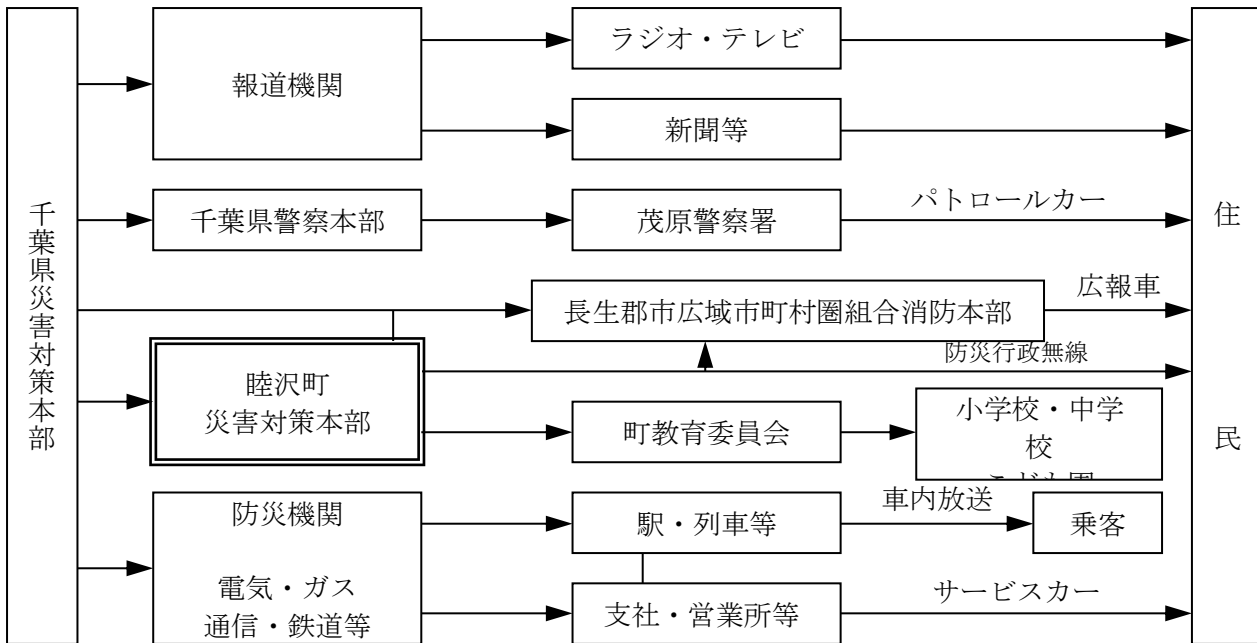 千葉県災害対策本部
報道機関
ラジオ・テレビ
新聞等
千葉県警察本部
茂原警察署
パトロールカー
長生郡市広域市町村圏組合消防本部
広報車
睦沢町
災害対策本部
防災行政無線
町教育委員会
小学校・中学
校
こども園
防災機関
電気・ガス
通信・鉄道等
駅・列車等
車内放送
乗客
支社・営業所等
サービスカー
住民